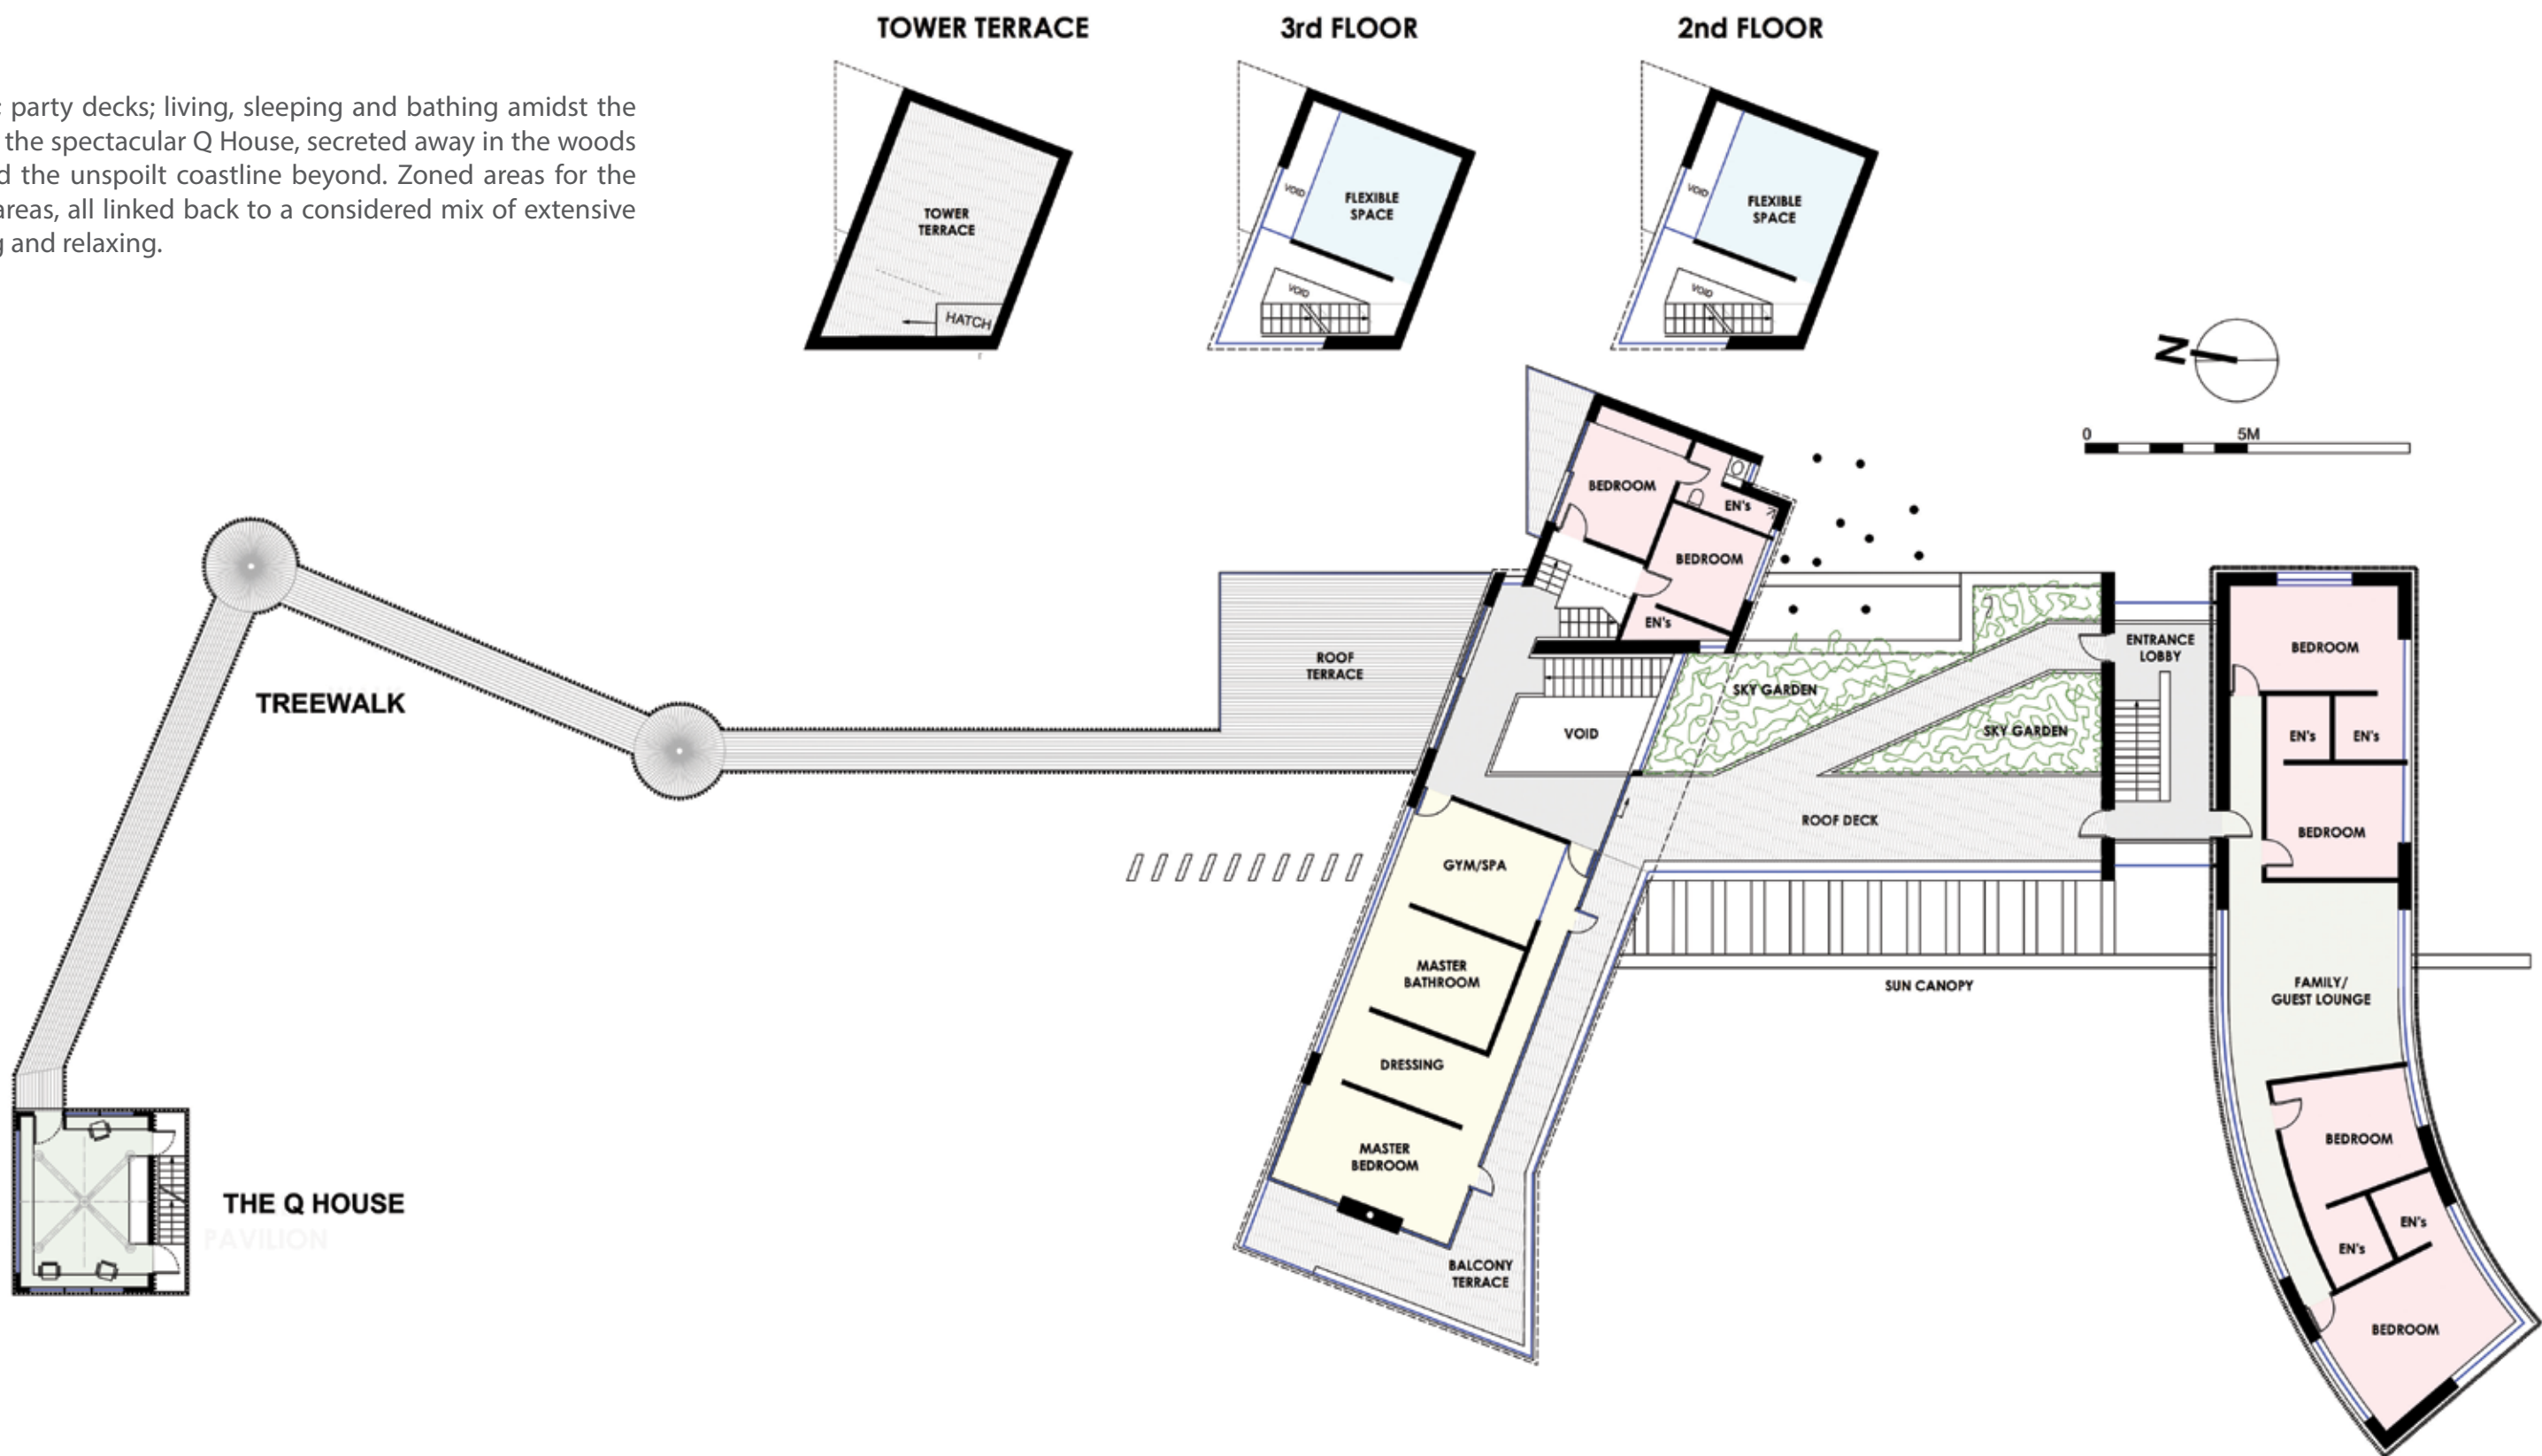 TOWER TERRACE
3rd FLOOR
2nd FLOOR
party decks; living, sleeping and bathing amidst the
the spectacular Q House, secreted away in the woods
the unspoilt coastline beyond. Zoned areas for the
areas, all linked back to a considered mix of extensive
and relaxing.
TOWER
TERRACE
HATCH
VOID
FLEXIBLE
SPACE
VOID
VOID
FLEXIBLE
SPACE
VOID
N
0
5M
BEDROOM
EN's
BEDROOM
EN's
ROOF
TERRACE
TREEWALK
VOID
SKY GARDEN
SKY GARDEN
ENTRANCE
LOBBY
BEDROOM
EN's
EN's
BEDROOM
ROOF DECK
GYM/SPA
MASTER
BATHROOM
DRESSING
MASTER
BEDROOM
BALCONY
TERRACE
SUN CANOPY
FAMILY/
GUEST LOUNGE
BEDROOM
EN's
EN's
BEDROOM
THE Q HOUSE
PAVILION